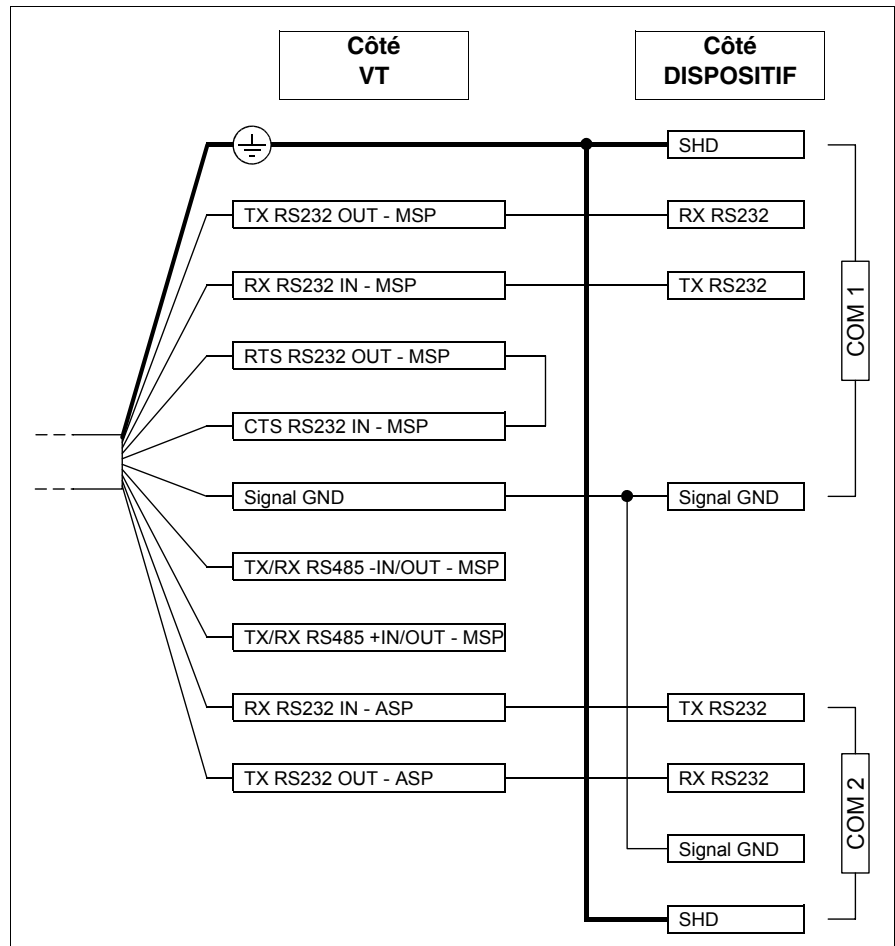 Côté
VT
Côté
DISPOSITIF
SHD
TX RS232 OUT - MSP
RX RS232
RX RS232 IN - MSP
TX RS232
COM 1
RTS RS232 OUT - MSP
CTS RS232 IN - MSP
Signal GND
Signal GND
TX/RX RS485 -IN/OUT - MSP
TX/RX RS485 +IN/OUT - MSP
RX RS232 IN - ASP
TX RS232
TX RS232 OUT - ASP
RX RS232
COM 2
Signal GND
SHD